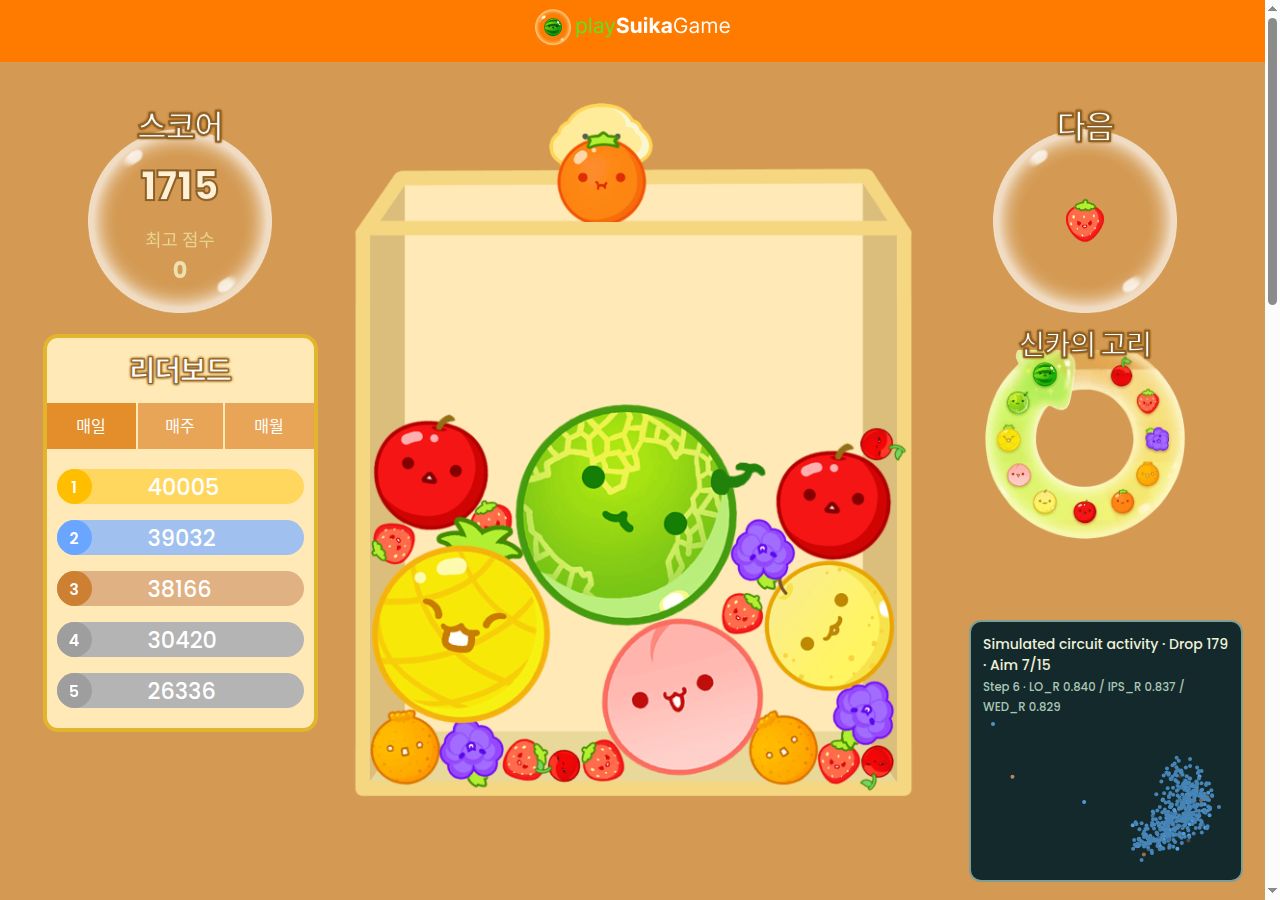 playSuikaGame
스코어
1715
최고 점수
0
다음
신카의 고리
리더보드
매일 매주 매월
1 40005
2 39032
3 38166
4 30420
5 26336
Simulated circuit activity · Drop 179
· Aim 7/15
Step 6 · LO_R 0.840 / IPS_R 0.837 /
WED_R 0.829